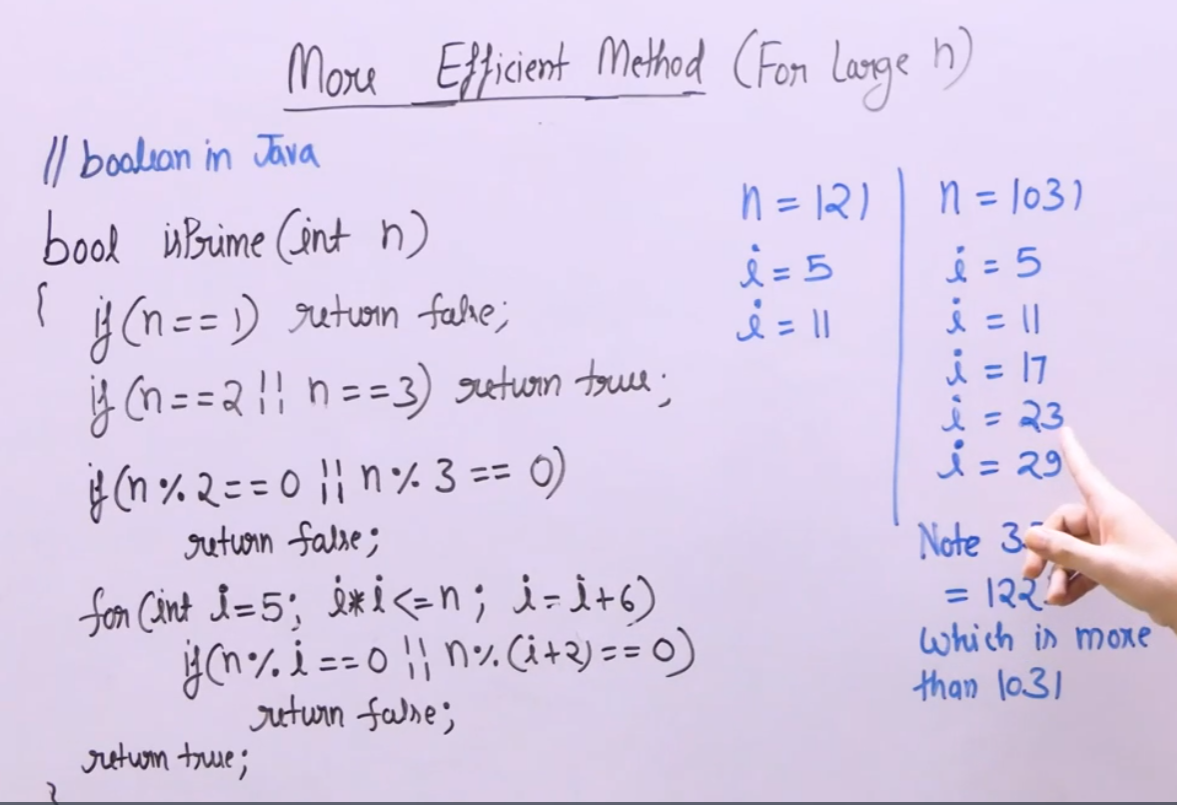 More Efficient Method (For Large n)
// boolean in Java
bool isPrime(int n)
{
if(n==1) return false;
if(n==2 || n==3) return true;
if(n%2==0 || n%3==0)
return false;
for(int i=5; i*i<=n; i=i+6)
if(n%i==0 || n%(i+2)==0)
return false;
return true;
}
n=121
i=5
i=11
n=1031
i=5
i=11
i=17
i=23
i=29
Note
which is more
than 1031